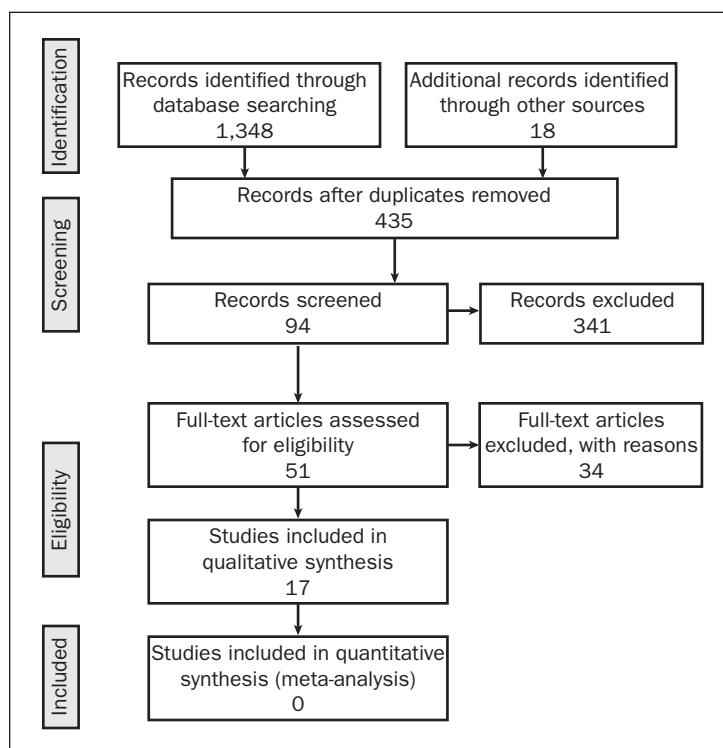 Identification
Records identified through
database searching
1,348
Additional records identified
through other sources
18
Records after duplicates removed
435
Screening
Records screened
94
Records excluded
341
Eligibility
Full-text articles assessed
for eligibility
51
Full-text articles
excluded, with reasons
34
Studies included in
qualitative synthesis
17
Included
Studies included in quantitative
synthesis (meta-analysis)
0